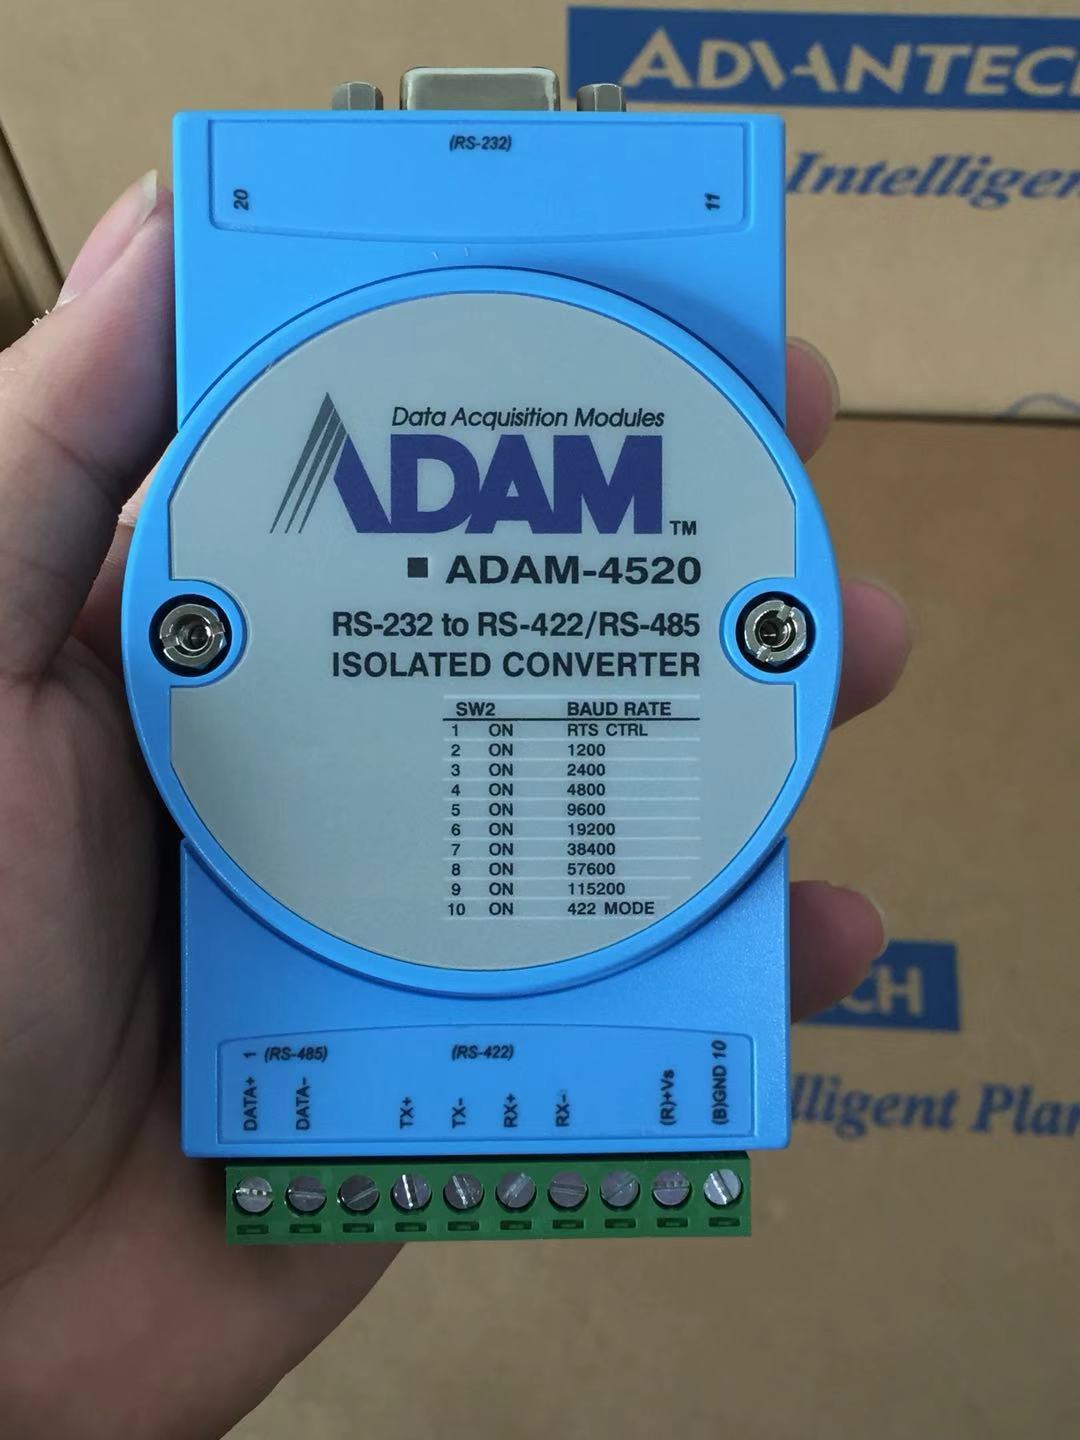 ADVANTECH
Intelligen
(RS-232)
20
11
Data Acquisition Modules
ADAM™
■ ADAM-4520
RS-232 to RS-422/RS-485
ISOLATED CONVERTER
SW2 BAUD RATE
1 ON RTS CTRL
2 ON 1200
3 ON 2400
4 ON 4800
5 ON 9600
6 ON 19200
7 ON 38400
8 ON 57600
9 ON 115200
10 ON 422 MODE
CH
lligent Plan
1 (RS-485) (RS-422) 10
DATA+ DATA- TX+ TX- RX+ RX- (R)+Vs (B)GND